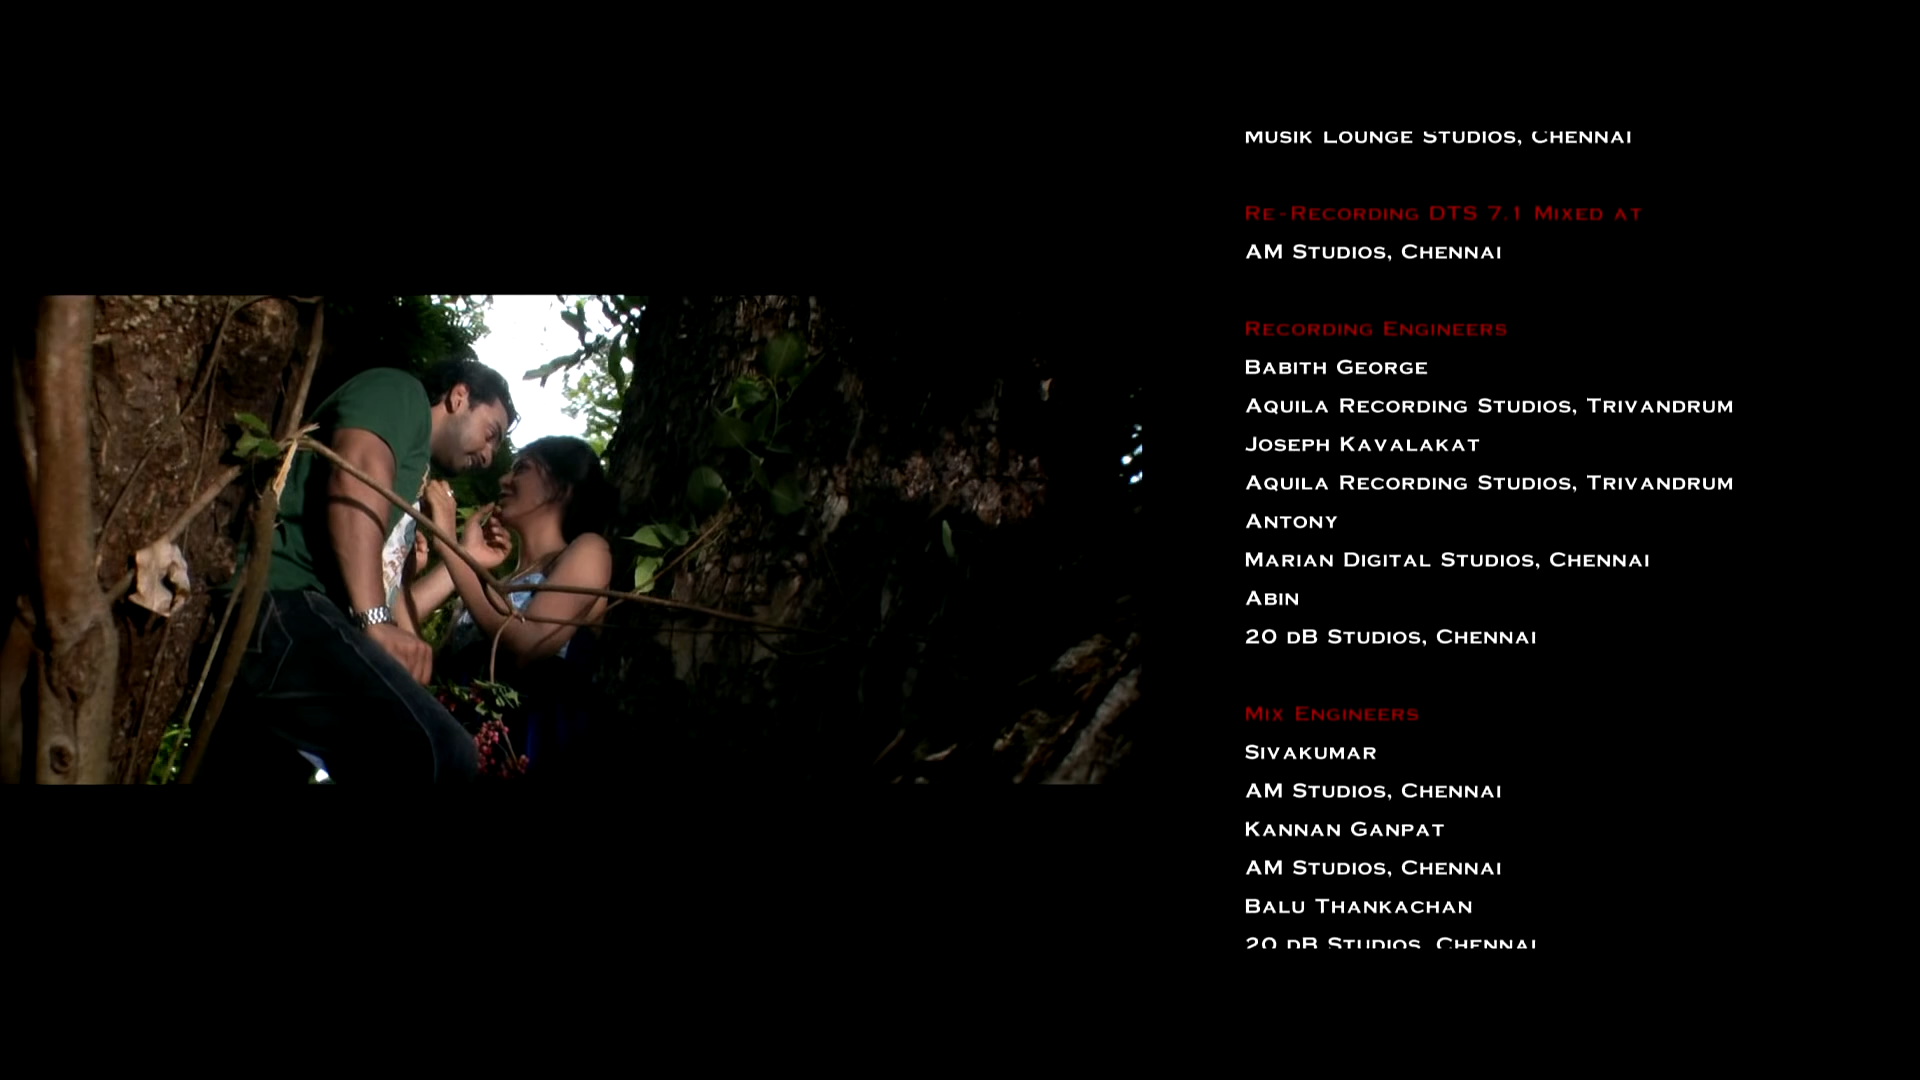 Musik Lounge Studios, Chennai
Re-Recording DTS 7.1 Mixed at
AM Studios, Chennai
Recording Engineers
Babith George
Aquila Recording Studios, Trivandrum
Joseph Kavalakat
Aquila Recording Studios, Trivandrum
Antony
Marian Digital Studios, Chennai
Abin
20 dB Studios, Chennai
Mix Engineers
Sivakumar
AM Studios, Chennai
Kannan Ganpat
AM Studios, Chennai
Balu Thankachan
20 dB Studios, Chennai